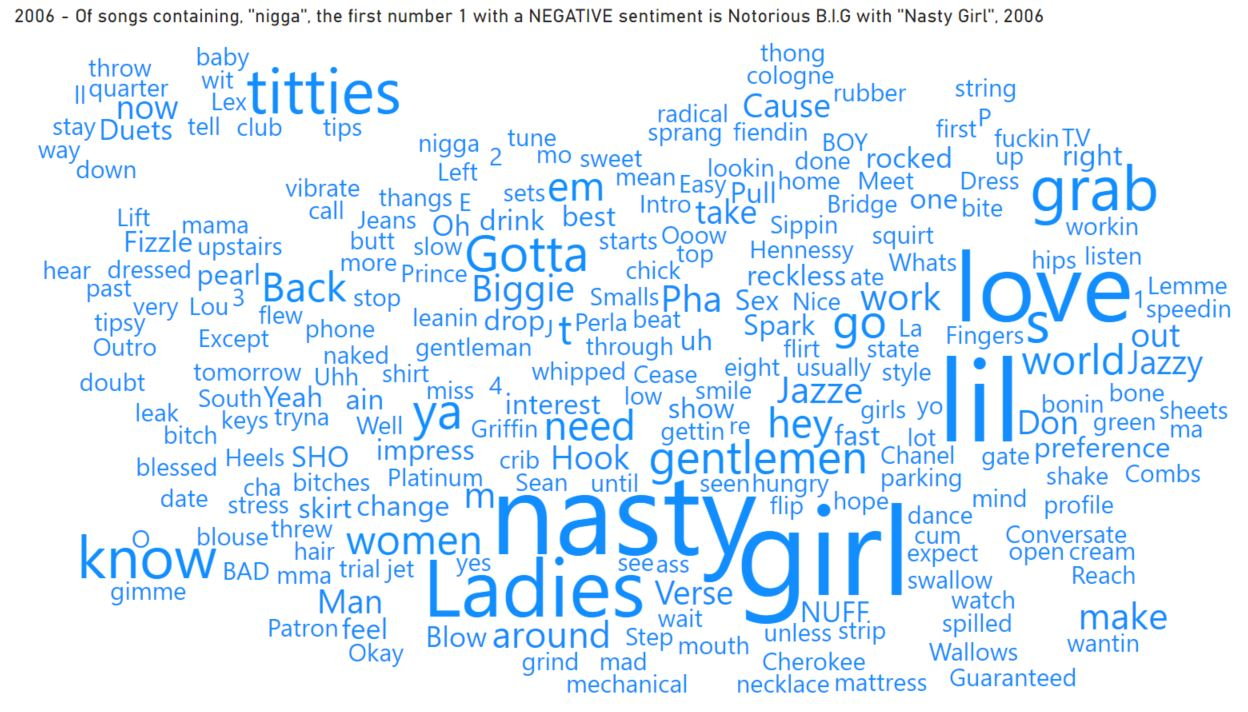 2006 - Of songs containing, "nigga", the first number 1 with a NEGATIVE sentiment is Notorious B.I.G with "Nasty Girl", 2006
throw baby thong
ll quarter wit titties cologne
now Lex Cause rubber string
stay Duets tell club tips radical first P
way nigga tune sprang fiendin BOY fuckin T.V
down Left 2 mo sweet lookin done rocked up right
vibrate thangs E sets em mean Easy Pull home Meet Dress grab
Lift mama call Jeans Oh drink best Intro take Sippin Bridge one bite workin
Fizzle upstairs butt slow Gotta starts Ooow top Hennessy squirt
hear dressed pearl more Prince chick reckless ate Whats love hips listen
past Back stop Biggie Smalls Pha Sex Nice work 1 Lemme
very Lou 3 flew leanin drop J t Perla beat Spark go La Fingers s speedin
tipsy Except phone through uh out
Outro naked gentleman flirt state world Jazzy
doubt tomorrow Uhh shirt miss 4 whipped Cease eight usually style lil
South Yeah ain interest low smile Jazze bonin bone sheets
leak keys tryna Well ya Griffin need show re hey girls yo Don green ma
bitch gettin fast lot
blessed Heels SHO impress crib Hook gentlemen Chanel gate preference
cha bitches Platinum Sean until seen hungry parking shake Combs
date stress skirt change m nasty flip hope mind profile
O blouse threw girl dance
know hair women cum Conversate
BAD mma trial jet yes see ass expect open cream
gimme Ladies Verse swallow Reach
Man NUFF watch make
Patron feel Blow around Step wait unless strip spilled
Okay mouth Wallows wantin
grind mad Cherokee
mechanical necklace mattress Guaranteed